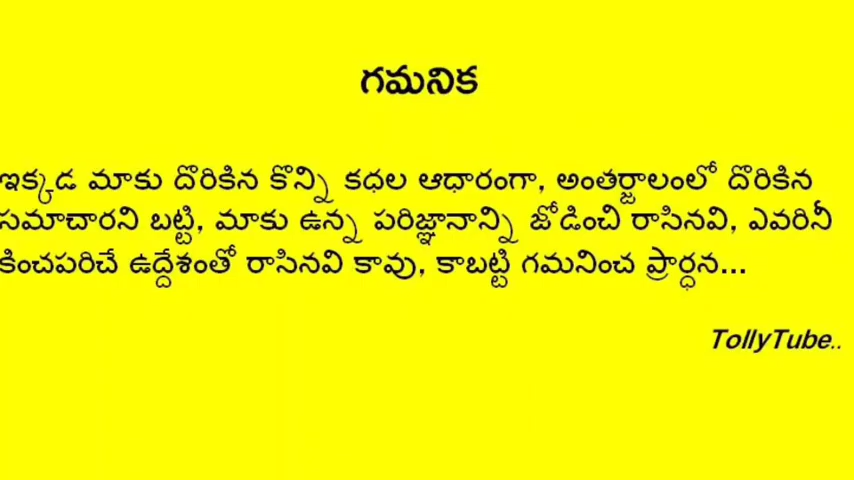 గమనిక
ఇక్కడ మాకు దొరికిన కొన్ని కధల ఆధారంగా, అంతర్జాలంలో దొరికిన
సమాచారని బట్టి, మాకు ఉన్న పరిజ్ఞానాన్ని జోడించి రాసినవి, ఎవరినీ
కించపరిచే ఉద్దేశంతో రాసినవి కావు, కాబట్టి గమనించ ప్రార్ధన...
TollyTube..